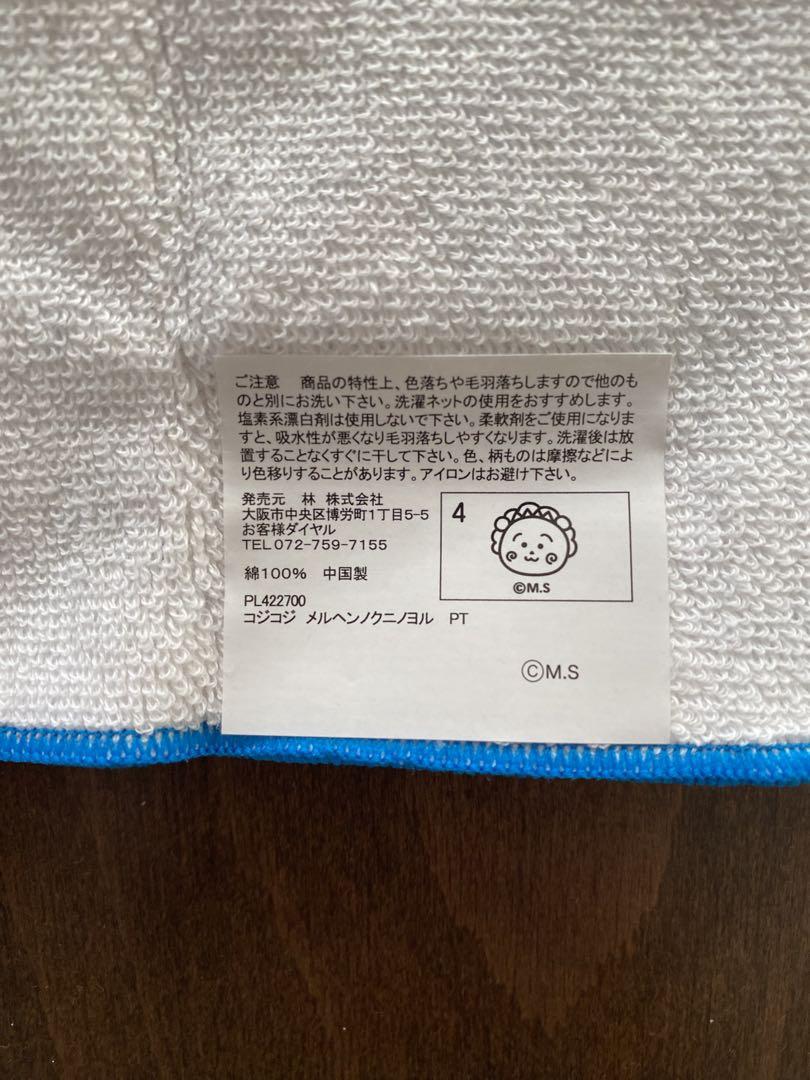 ご注意　商品の特性上、色落ちや毛羽落ちしますので他のも
のと別にお洗い下さい。洗濯ネットの使用をおすすめします。
塩素系漂白剤は使用しないで下さい。柔軟剤をご使用になりま
すと、吸水性が悪くなり毛羽落ちしやすくなります。洗濯後は放
置することなくすぐに干して下さい。色、柄ものは摩擦などによ
り色移りすることがあります。アイロンはお避け下さい。
発売元　林　株式会社
大阪市中央区博労町1丁目5-5
お客様ダイヤル
TEL072-759-7155
綿100%　中国製
PL422700
コジコジ メルヘンノクニノヨル　PT
4
©M.S
©M.S